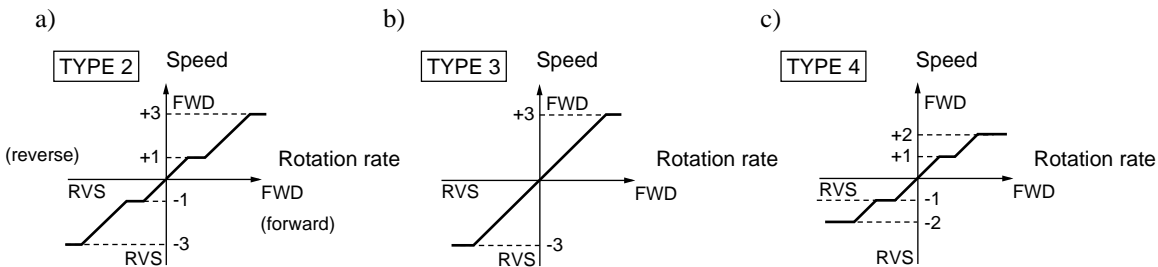 a)
TYPE 2
Speed
FWD
+3
+1
(reverse)
Rotation rate
RVS
FWD
-1
(forward)
-3
RVS
b)
TYPE 3
Speed
FWD
+3
Rotation rate
RVS
FWD
-3
RVS
c)
TYPE 4
Speed
FWD
+2
+1
Rotation rate
RVS
FWD
-1
-2
RVS